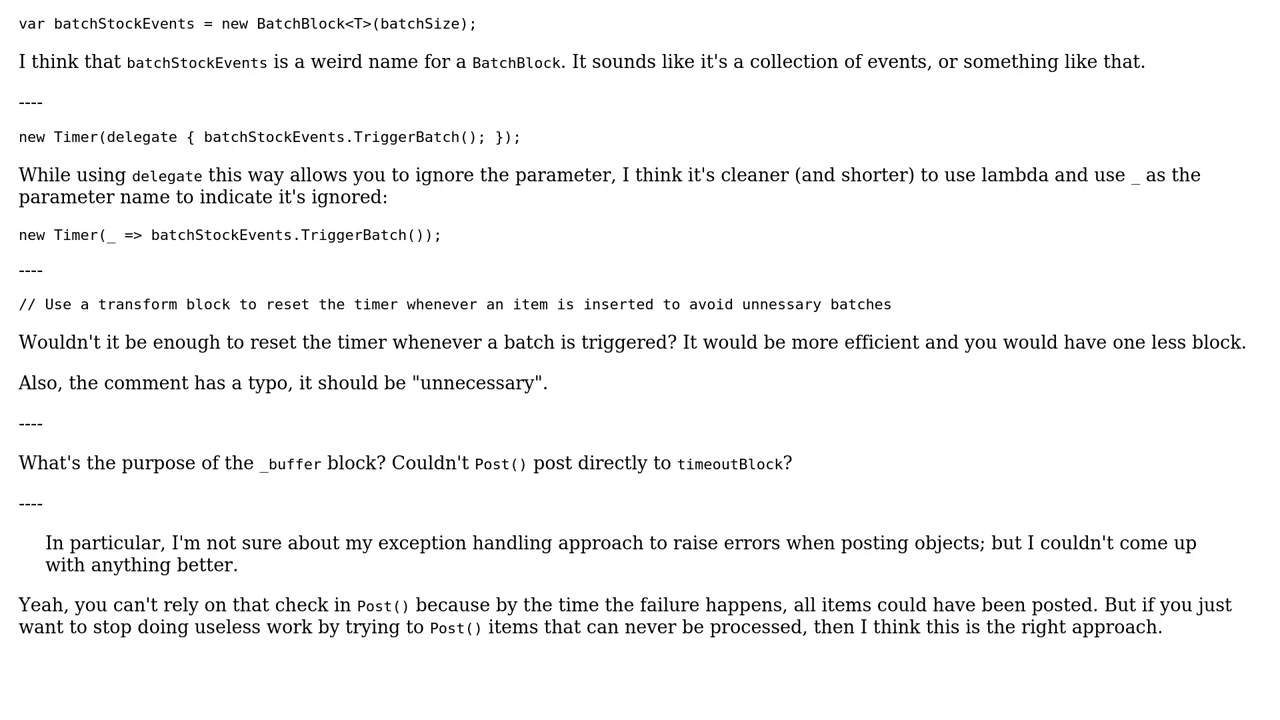 var batchStockEvents = new BatchBlock<T>(batchSize);
I think that batchStockEvents is a weird name for a BatchBlock. It sounds like it's a collection of events, or something like that.
----
new Timer(delegate { batchStockEvents.TriggerBatch(); });
While using delegate this way allows you to ignore the parameter, I think it's cleaner (and shorter) to use lambda and use _ as the
parameter name to indicate it's ignored:
new Timer(_ => batchStockEvents.TriggerBatch());
----
// Use a transform block to reset the timer whenever an item is inserted to avoid unnessary batches
Wouldn't it be enough to reset the timer whenever a batch is triggered? It would be more efficient and you would have one less block.
Also, the comment has a typo, it should be "unnecessary".
----
What's the purpose of the _buffer block? Couldn't Post() post directly to timeoutBlock?
----
In particular, I'm not sure about my exception handling approach to raise errors when posting objects; but I couldn't come up
with anything better.
Yeah, you can't rely on that check in Post() because by the time the failure happens, all items could have been posted. But if you just
want to stop doing useless work by trying to Post() items that can never be processed, then I think this is the right approach.